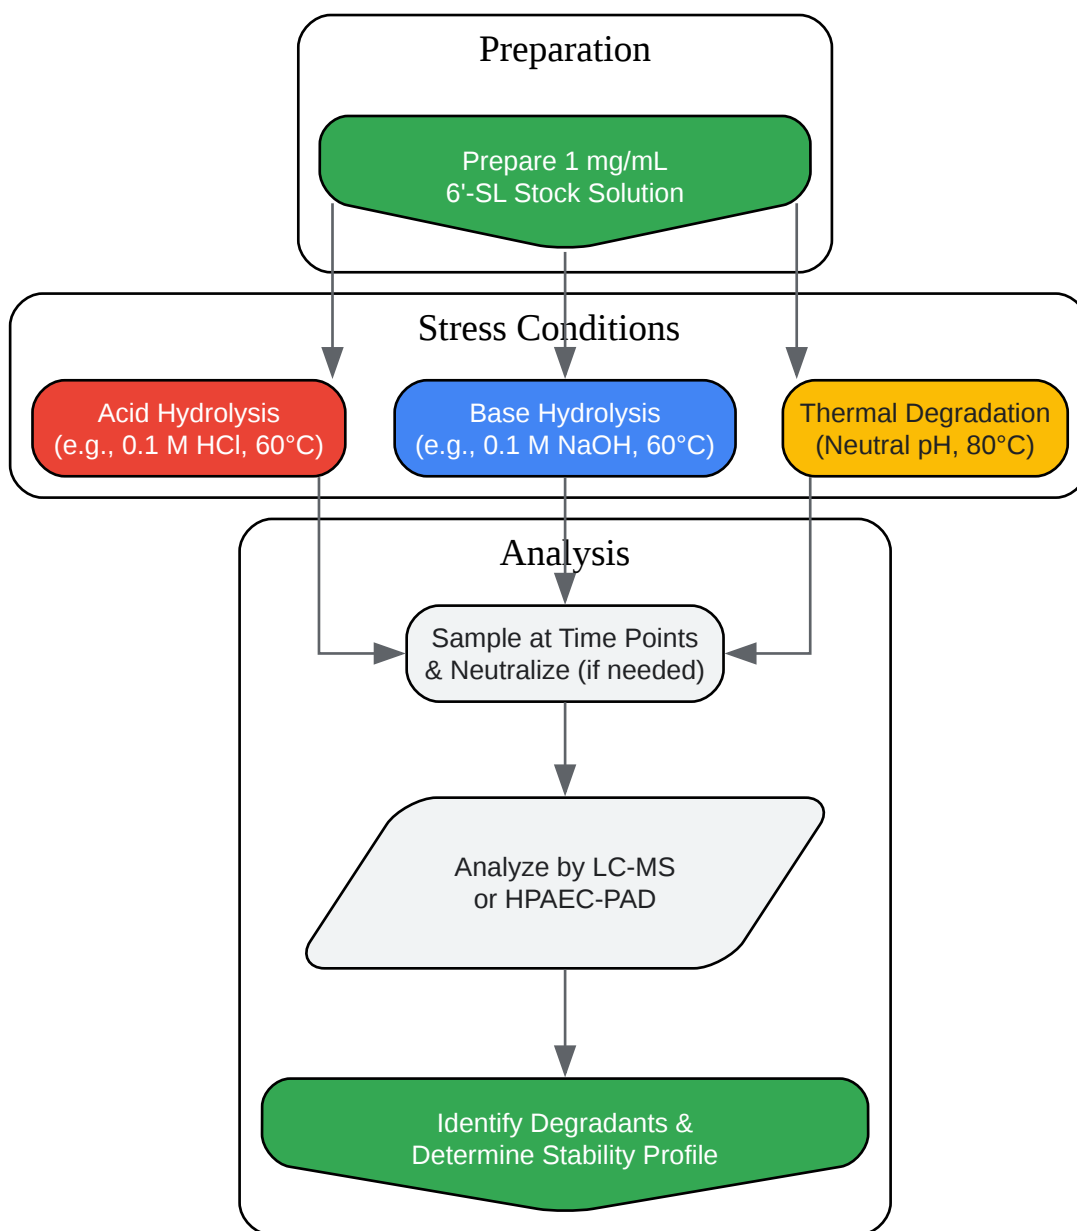 Preparation
Prepare 1 mg/mL
6'-SL Stock Solution
Stress Conditions
Acid Hydrolysis
(e.g., 0.1 M HCl, 60°C)
Base Hydrolysis
(e.g., 0.1 M NaOH, 60°C)
Thermal Degradation
(Neutral pH, 80°C)
Analysis
Sample at Time Points
& Neutralize (if needed)
Analyze by LC-MS
or HPAEC-PAD
Identify Degradants &
Determine Stability Profile